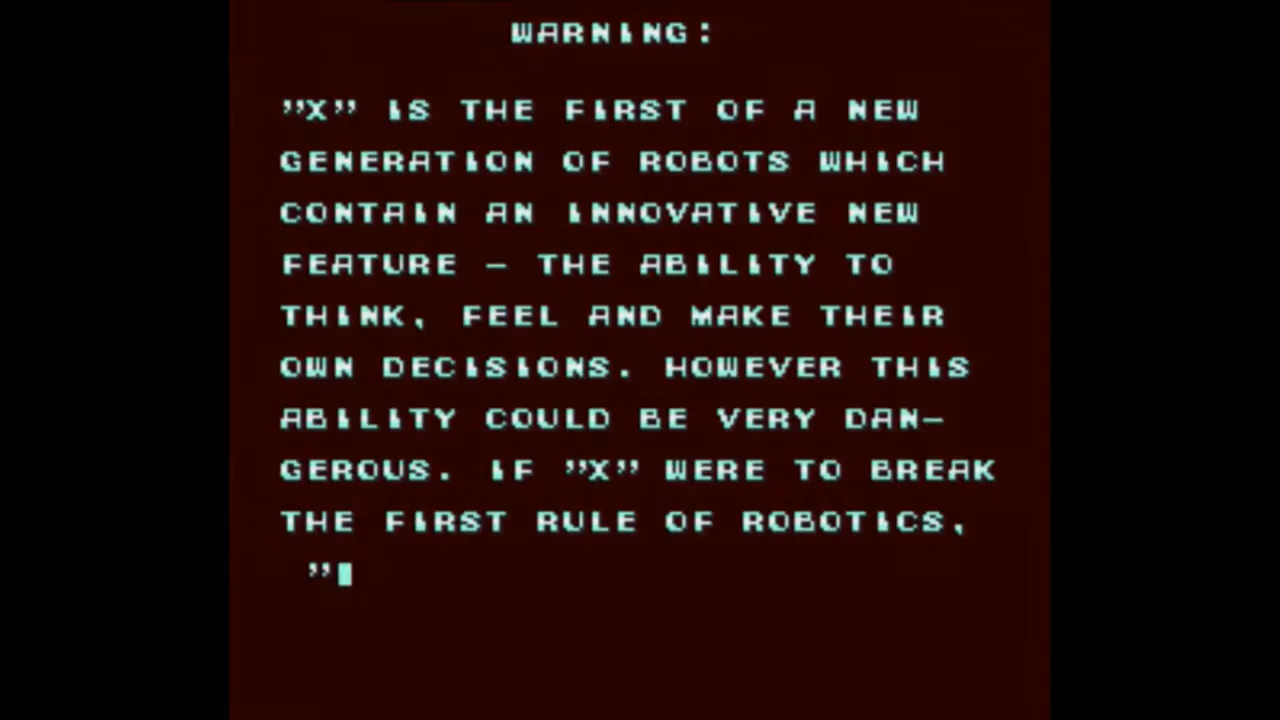 WARNING:
"X" IS THE FIRST OF A NEW
GENERATION OF ROBOTS WHICH
CONTAIN AN INNOVATIVE NEW
FEATURE – THE ABILITY TO
THINK, FEEL AND MAKE THEIR
OWN DECISIONS. HOWEVER THIS
ABILITY COULD BE VERY DAN–
GEROUS. IF "X" WERE TO BREAK
THE FIRST RULE OF ROBOTICS,
"